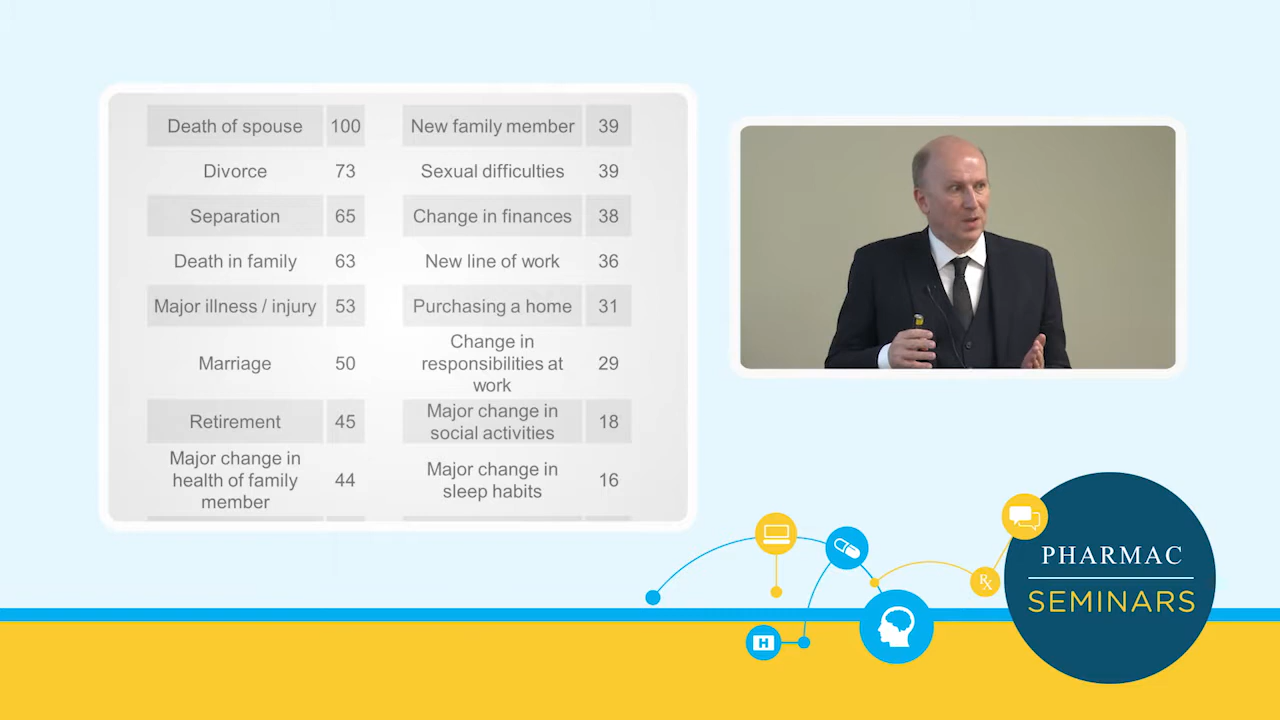 Death of spouse 100 New family member 39
Divorce 73 Sexual difficulties 39
Separation 65 Change in finances 38
Death in family 63 New line of work 36
Major illness / injury 53 Purchasing a home 31
Marriage 50 Change in
responsibilities at
work 29
Retirement 45 Major change in
social activities 18
Major change in
health of family
member 44 Major change in
sleep habits 16
H
Rx
PHARMAC
SEMINARS